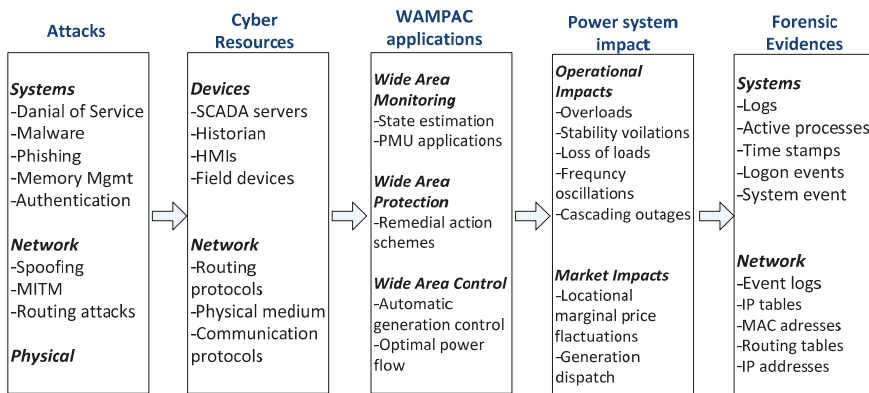 Attacks
Systems
-Danial of Service
-Malware
-Phishing
-Memory Mgmt
-Authentication
Network
-Spoofing
-MITM
-Routing attacks
Physical
Cyber
Resources
Devices
-SCADA servers
-Historian
-HMIs
-Field devices
Network
-Routing
protocols
-Physical medium
-Communication
protocols
WAMPAC
applications
Wide Area
Monitoring
-State estimation
-PMU applications
Wide Area
Protection
-Remedial action
schemes
Wide Area Control
-Automatic
generation control
-Optimal power
flow
Power system
impact
Operational
Impacts
-Overloads
-Stability voilations
-Loss of loads
-Frequncy
oscillations
-Cascading outages
Market Impacts
-Locational
marginal price
flactuations
-Generation
dispatch
Forensic
Evidences
Systems
-Logs
-Active processes
-Time stamps
-Logon events
-System event
Network
-Event logs
-IP tables
-MAC adresses
-Routing tables
-IP addresses